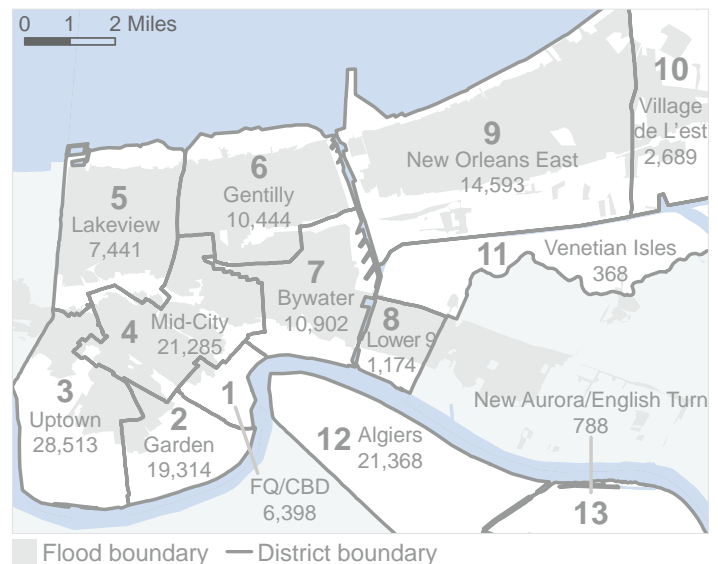 0 1 2 Miles
10
Village
de L'est
2,689
9
New Orleans East
14,593
6
Gentilly
10,444
5
Lakeview
7,441
11
Venetian Isles
368
7
Bywater
10,902
4
Mid-City
21,285
8
Lower 9
1,174
3
Uptown
28,513
1
FQ/CBD
6,398
2
Garden
19,314
12 Algiers
21,368
New Aurora/English Turn
788
13
Flood boundary
District boundary